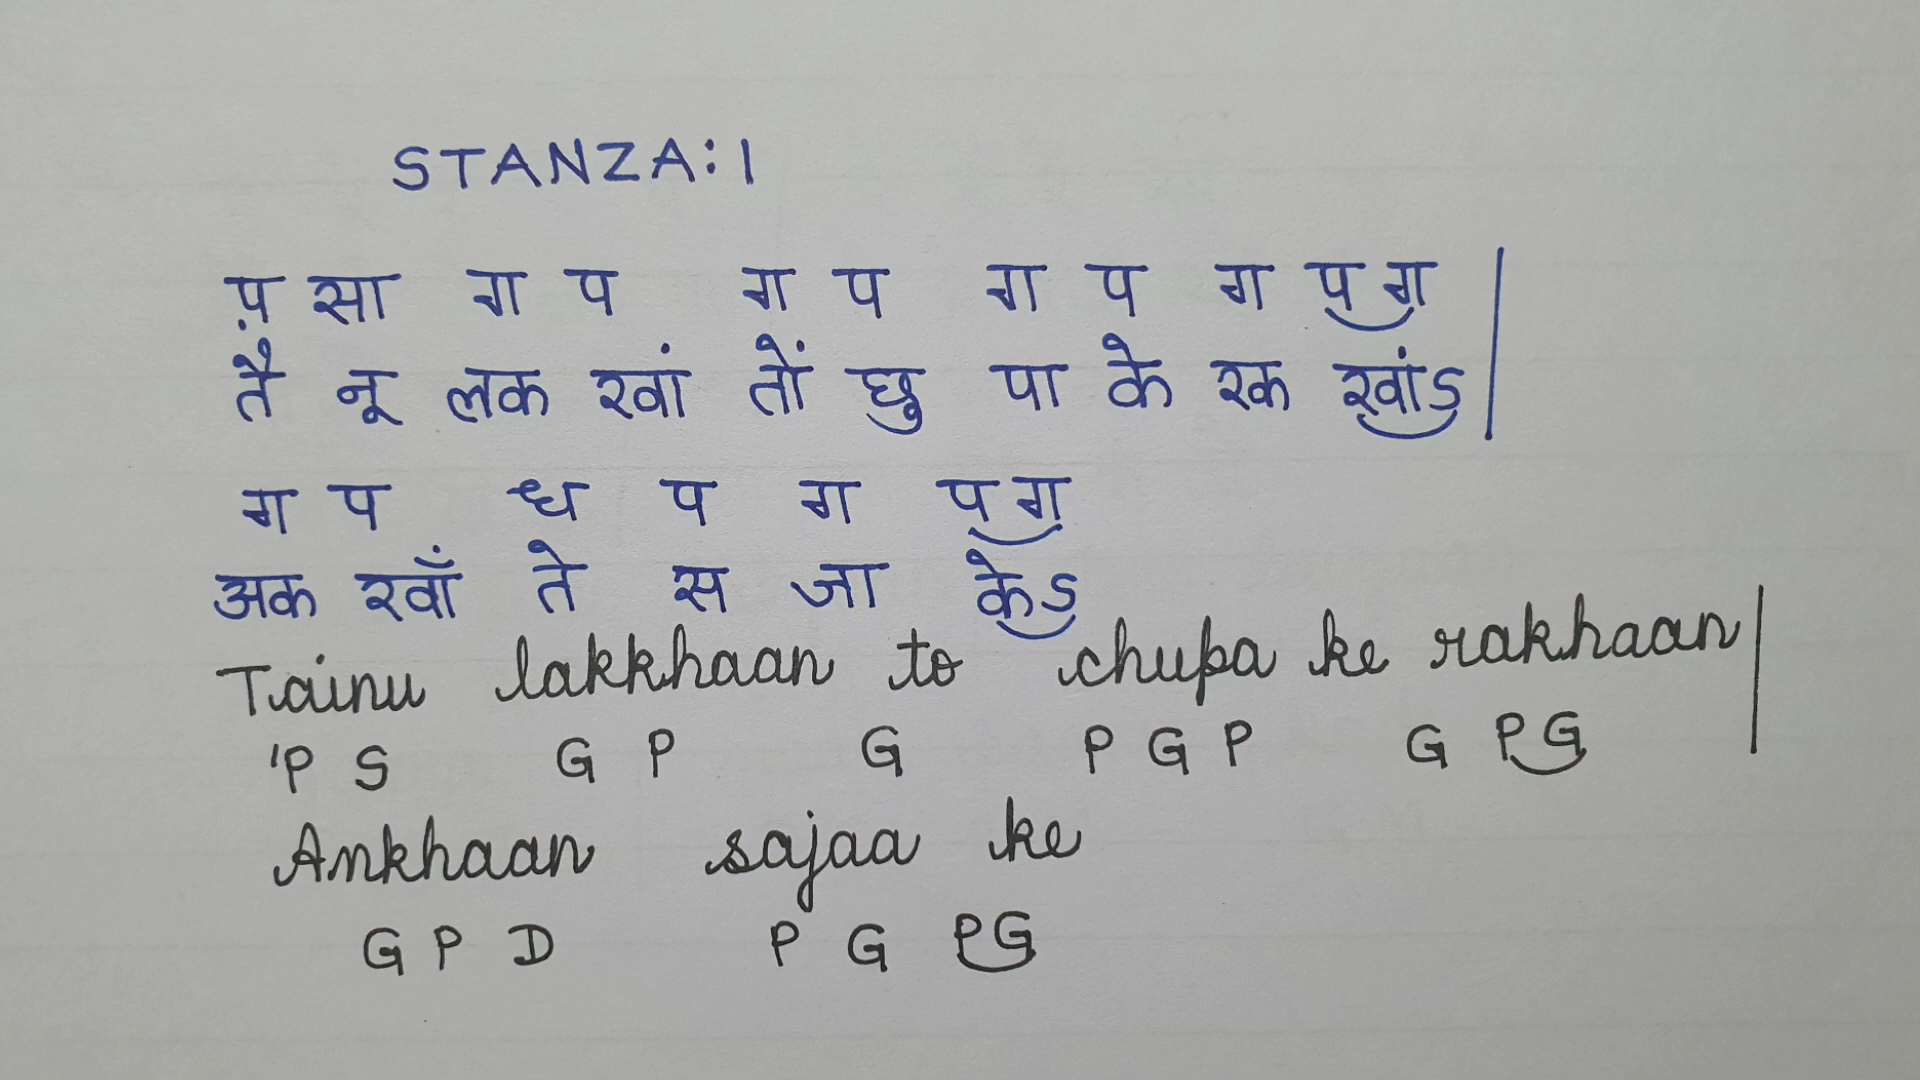 STANZA:1
प़ सा ग प ग प ग प ग प ग
तै नू लक खां तों छु पा के रक खांऽ
ग प ध प ग प ग
अक खाँ ते स जा केऽ
Tainu lakkhaan to chupa ke rakhaan
'P S G P G P G P G PG
Ankhaan sajaa ke
G P D P G PG